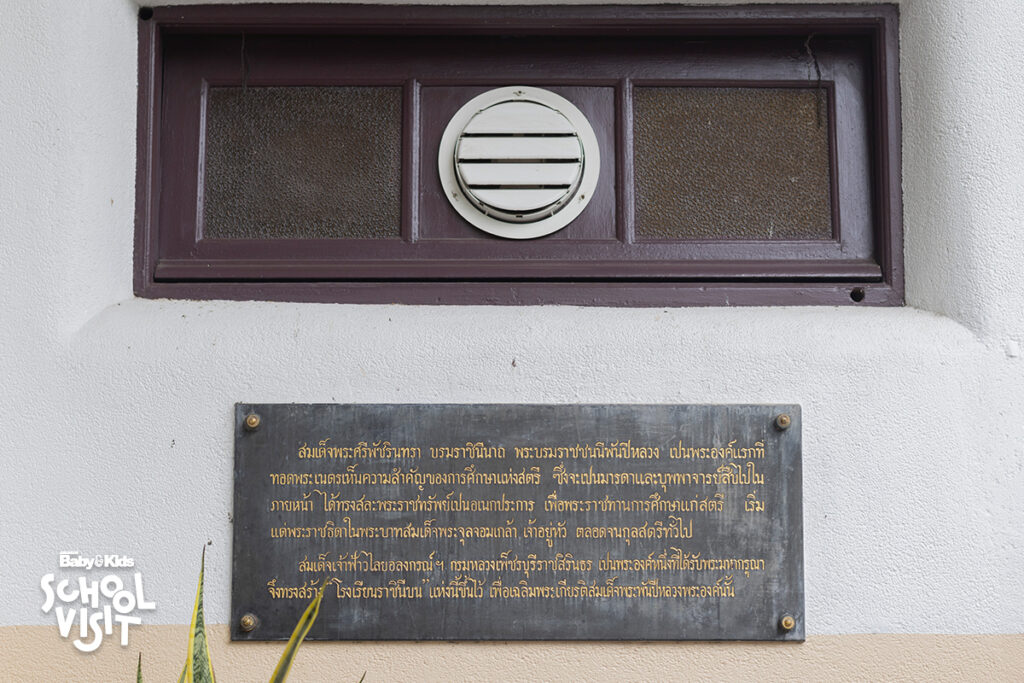 สมเด็จพระศรีพัชรินทรา บรมราชินีนาถ พระบรมราชชนนีพันปีหลวง เปนพระองค์แรกที่
ทอดพระเนตรเห็นความสำคัญของการศึกษาแห่งสตรี ซึ่งจะเปนมารดาและบุพพาจารย์สืบไปใน
ภายหน้า ได้ทรงสละพระราชทรัพย์เปนอเนกประการ เพื่อพระราชทานการศึกษาแก่สตรี เริ่ม
แต่พระราชธิดาในพระบาทสมเด็จพระจุลจอมเกล้า เจ้าอยู่หัว ตลอดจนกุลสตรีทั่วไป
สมเด็จเจ้าฟ้าวไลยอลงกรณ์ ฯ กรมหลวงเพ็ชรบุรีราชสิรินธร เปนพระองค์หนึ่งที่ได้รับพระมหากรุณา
จึงทรงสร้าง "โรงเรียนราชินีบน" แห่งนี้ขึ้นไว้ เพื่อเฉลิมพระเกียรติสมเด็จพระพันปีหลวงพระองค์นั้น
Baby&Kids
SCHOOL
VISIT